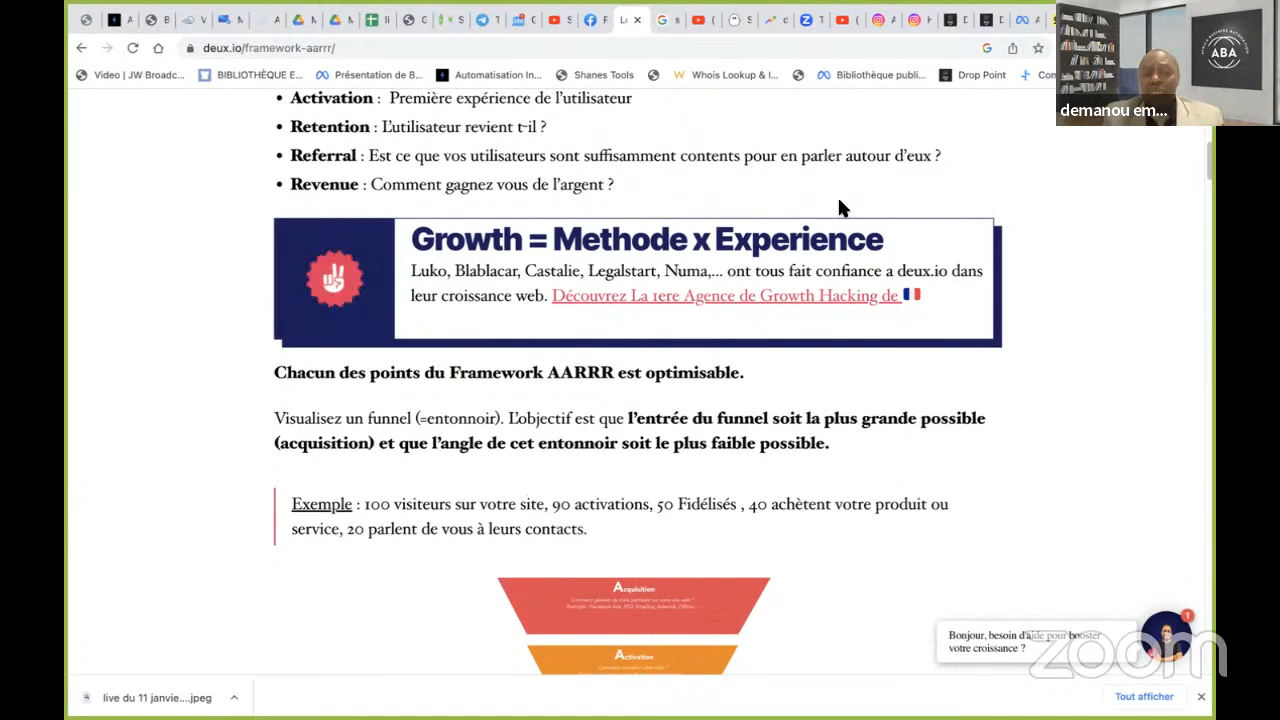 deux.io/framework-aarrr/
Video | JW Broadc...
BIBLIOTHÈQUE E...
Présentation de B...
Automatisation In...
Shanes Tools
Whois Lookup & I...
Bibliothèque publi...
Drop Point
ABA
demanou em...
• Activation : Première expérience de l'utilisateur
• Retention : L'utilisateur revient t-il ?
• Referral : Est ce que vos utilisateurs sont suffisamment contents pour en parler autour d'eux ?
• Revenue : Comment gagnez vous de l'argent ?
Growth = Methode x Experience
Luko, Blablacar, Castalie, Legalstart, Numa,... ont tous fait confiance a deux.io dans
leur croissance web. Découvrez La 1ere Agence de Growth Hacking de
Chacun des points du Framework AARRR est optimisable.
Visualisez un funnel (=entonnoir). L'objectif est que l'entrée du funnel soit la plus grande possible
(acquisition) et que l'angle de cet entonnoir soit le plus faible possible.
Exemple : 100 visiteurs sur votre site, 90 activations, 50 Fidélisés , 40 achètent votre produit ou
service, 20 parlent de vous à leurs contacts.
Acquisition
Activation
Bonjour, besoin d'aide pour booster
votre croissance ?
1
zoom
live du 11 janvie....jpeg
Tout afficher